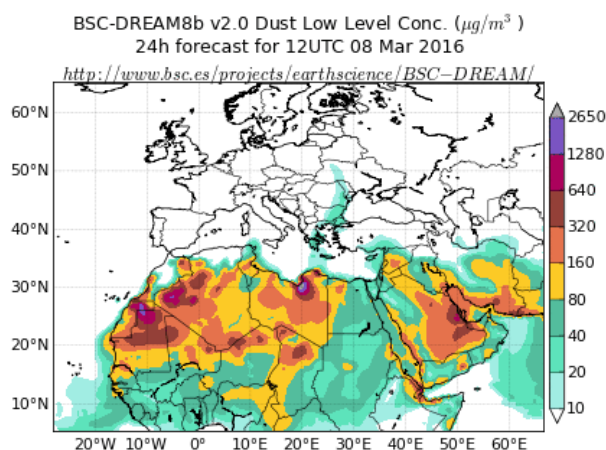 BSC-DREAM8b v2.0 Dust Low Level Conc. (μg/m³ )
24h forecast for 12UTC 08 Mar 2016
http://www.bsc.es/projects/earthscience/BSC−DREAM/
60°N
50°N
40°N
30°N
20°N
10°N
20°W 10°W 0° 10°E 20°E 30°E 40°E 50°E 60°E
2650
1280
640
320
160
80
40
20
10